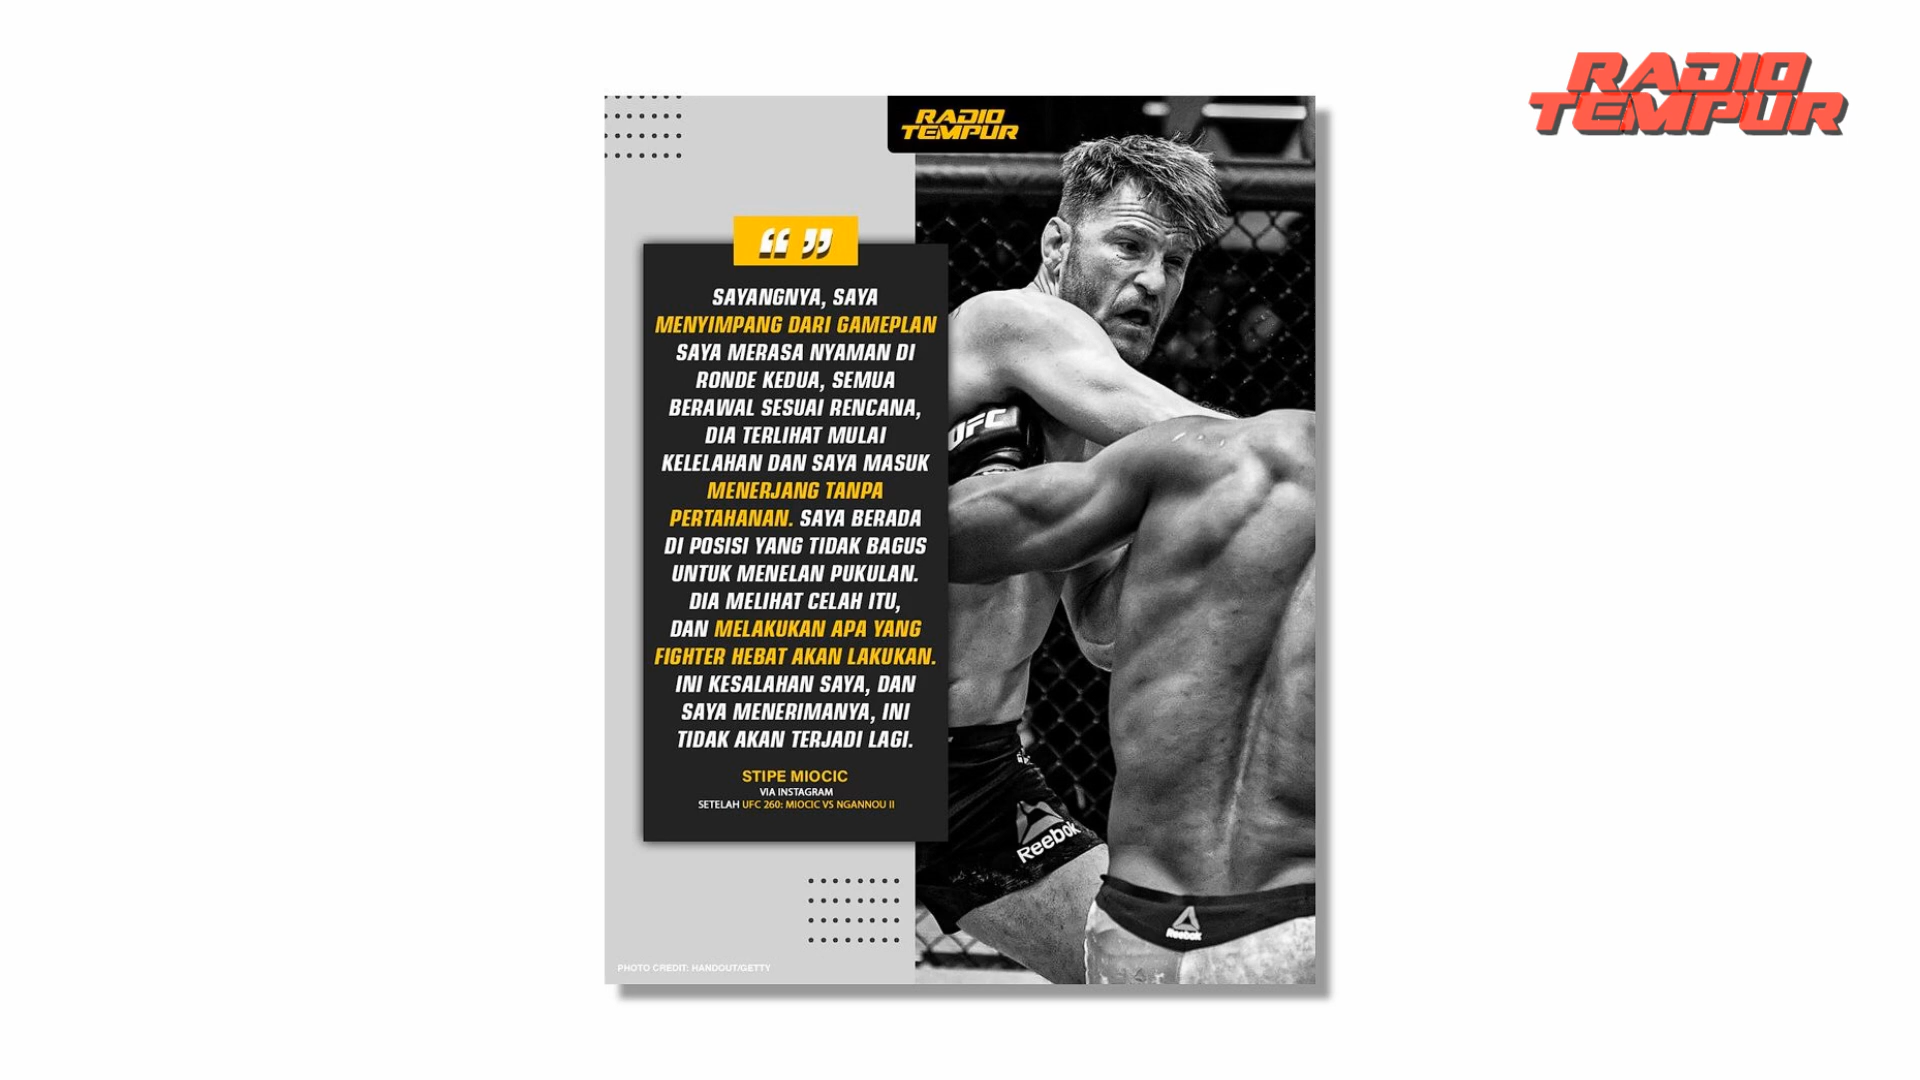 RADIO
TEMPUR
RADIO
TEMPUR
“ ”
SAYANGNYA, SAYA
MENYIMPANG DARI GAMEPLAN
SAYA MERASA NYAMAN DI
RONDE KEDUA, SEMUA
BERAWAL SESUAI RENCANA,
DIA TERLIHAT MULAI
KELELAHAN DAN SAYA MASUK
MENERJANG TANPA
PERTAHANAN. SAYA BERADA
DI POSISI YANG TIDAK BAGUS
UNTUK MENELAN PUKULAN.
DIA MELIHAT CELAH ITU,
DAN MELAKUKAN APA YANG
FIGHTER HEBAT AKAN LAKUKAN.
INI KESALAHAN SAYA, DAN
SAYA MENERIMANYA, INI
TIDAK AKAN TERJADI LAGI.
STIPE MIOCIC
VIA INSTAGRAM
SETELAH UFC 260: MIOCIC VS NGANNOU II
UFC
Reebok
Reebok
PHOTO CREDIT: HANDOUT/GETTY